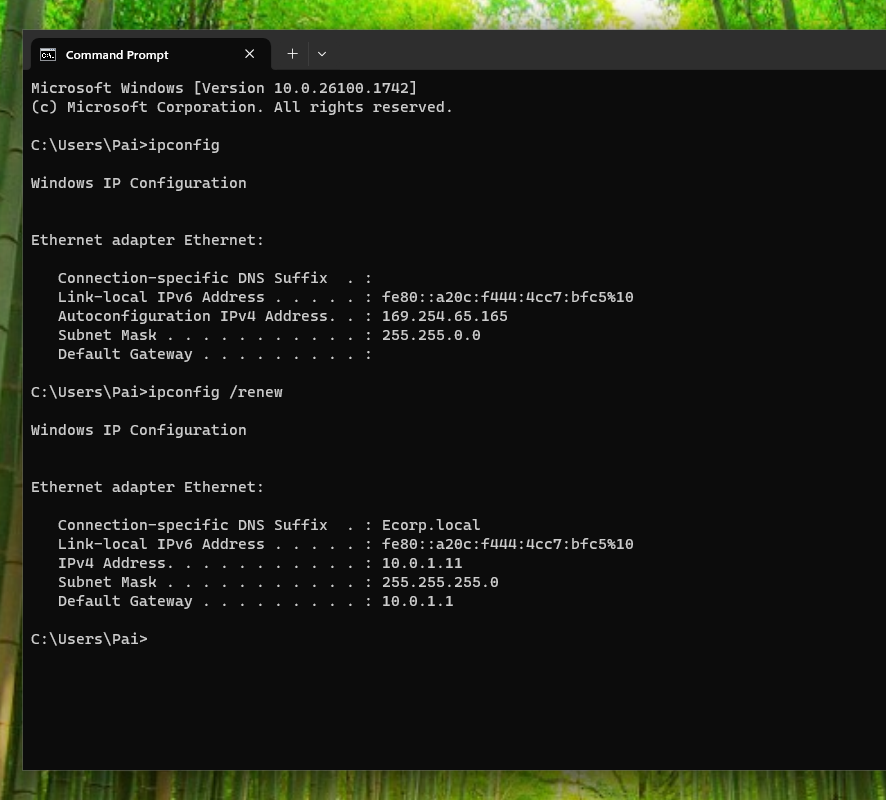 Command Prompt
Microsoft Windows [Version 10.0.26100.1742]
(c) Microsoft Corporation. All rights reserved.
C:\Users\Pai>ipconfig
Windows IP Configuration
Ethernet adapter Ethernet:
Connection-specific DNS Suffix  . :
Link-local IPv6 Address . . . . . : fe80::a20c:f444:4cc7:bfc5%10
Autoconfiguration IPv4 Address. . : 169.254.65.165
Subnet Mask . . . . . . . . . . . : 255.255.0.0
Default Gateway . . . . . . . . . :
C:\Users\Pai>ipconfig /renew
Windows IP Configuration
Ethernet adapter Ethernet:
Connection-specific DNS Suffix  . : Ecorp.local
Link-local IPv6 Address . . . . . : fe80::a20c:f444:4cc7:bfc5%10
IPv4 Address. . . . . . . . . . . : 10.0.1.11
Subnet Mask . . . . . . . . . . . : 255.255.255.0
Default Gateway . . . . . . . . . : 10.0.1.1
C:\Users\Pai>